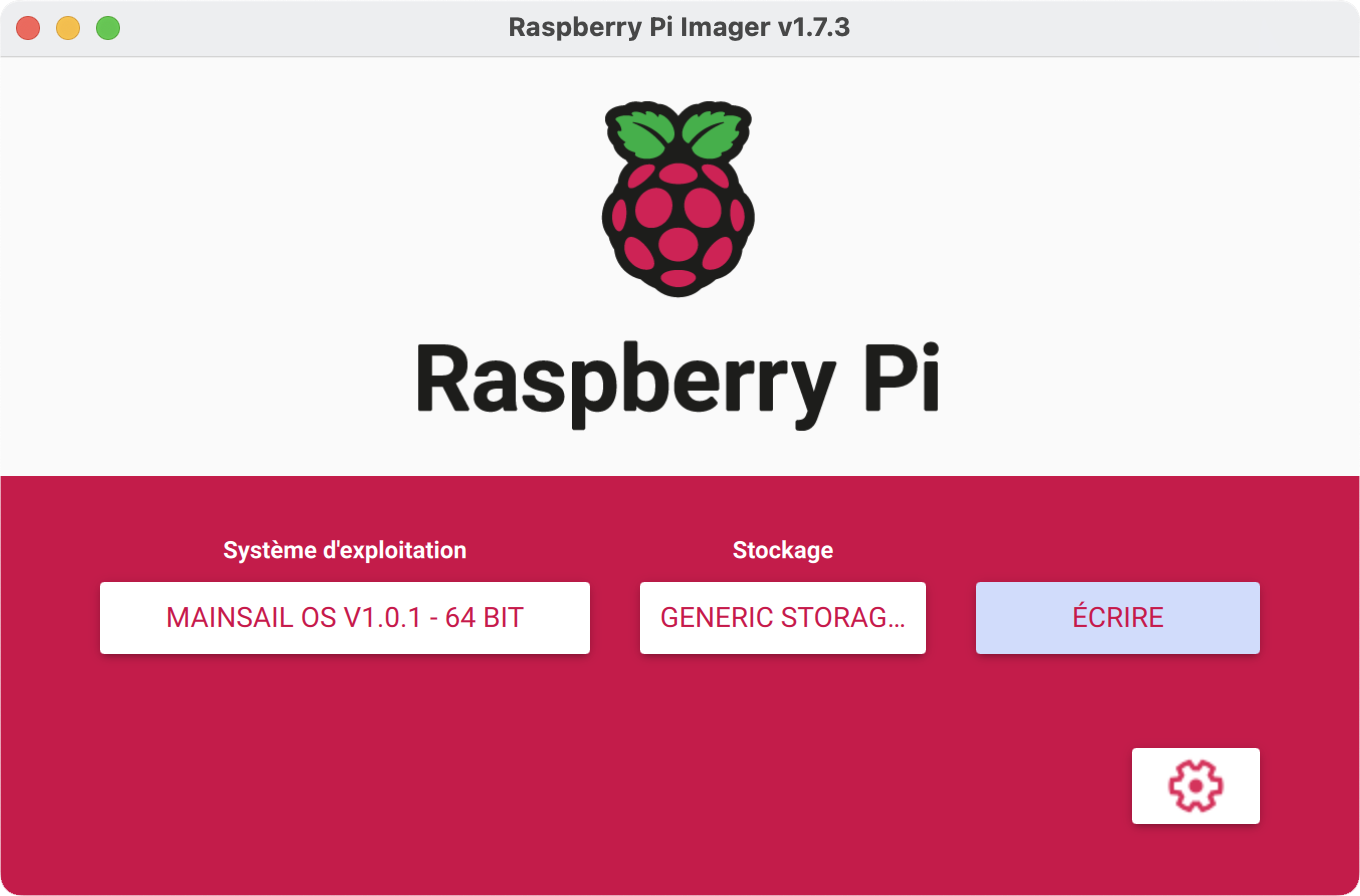 Raspberry Pi Imager v1.7.3
Raspberry Pi
Système d'exploitation
Stockage
MAINSAIL OS V1.0.1 - 64 BIT
GENERIC STORAG...
ÉCRIRE